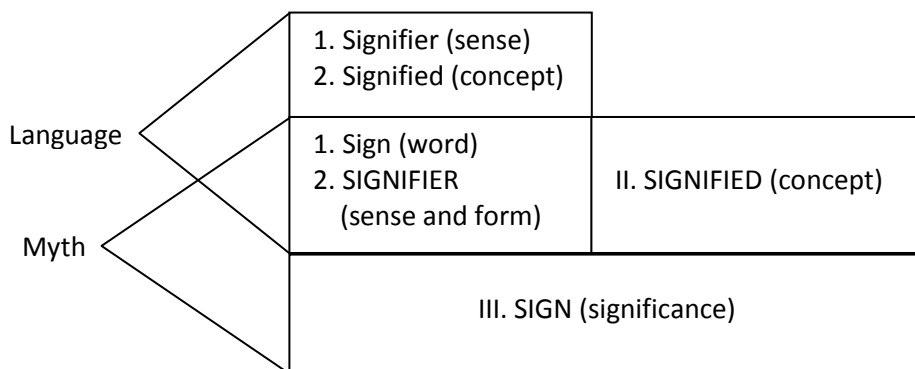 1. Signifier (sense)
2. Signified (concept)
Language
1. Sign (word)
2. SIGNIFIER
(sense and form)
II. SIGNIFIED (concept)
Myth
III. SIGN (significance)